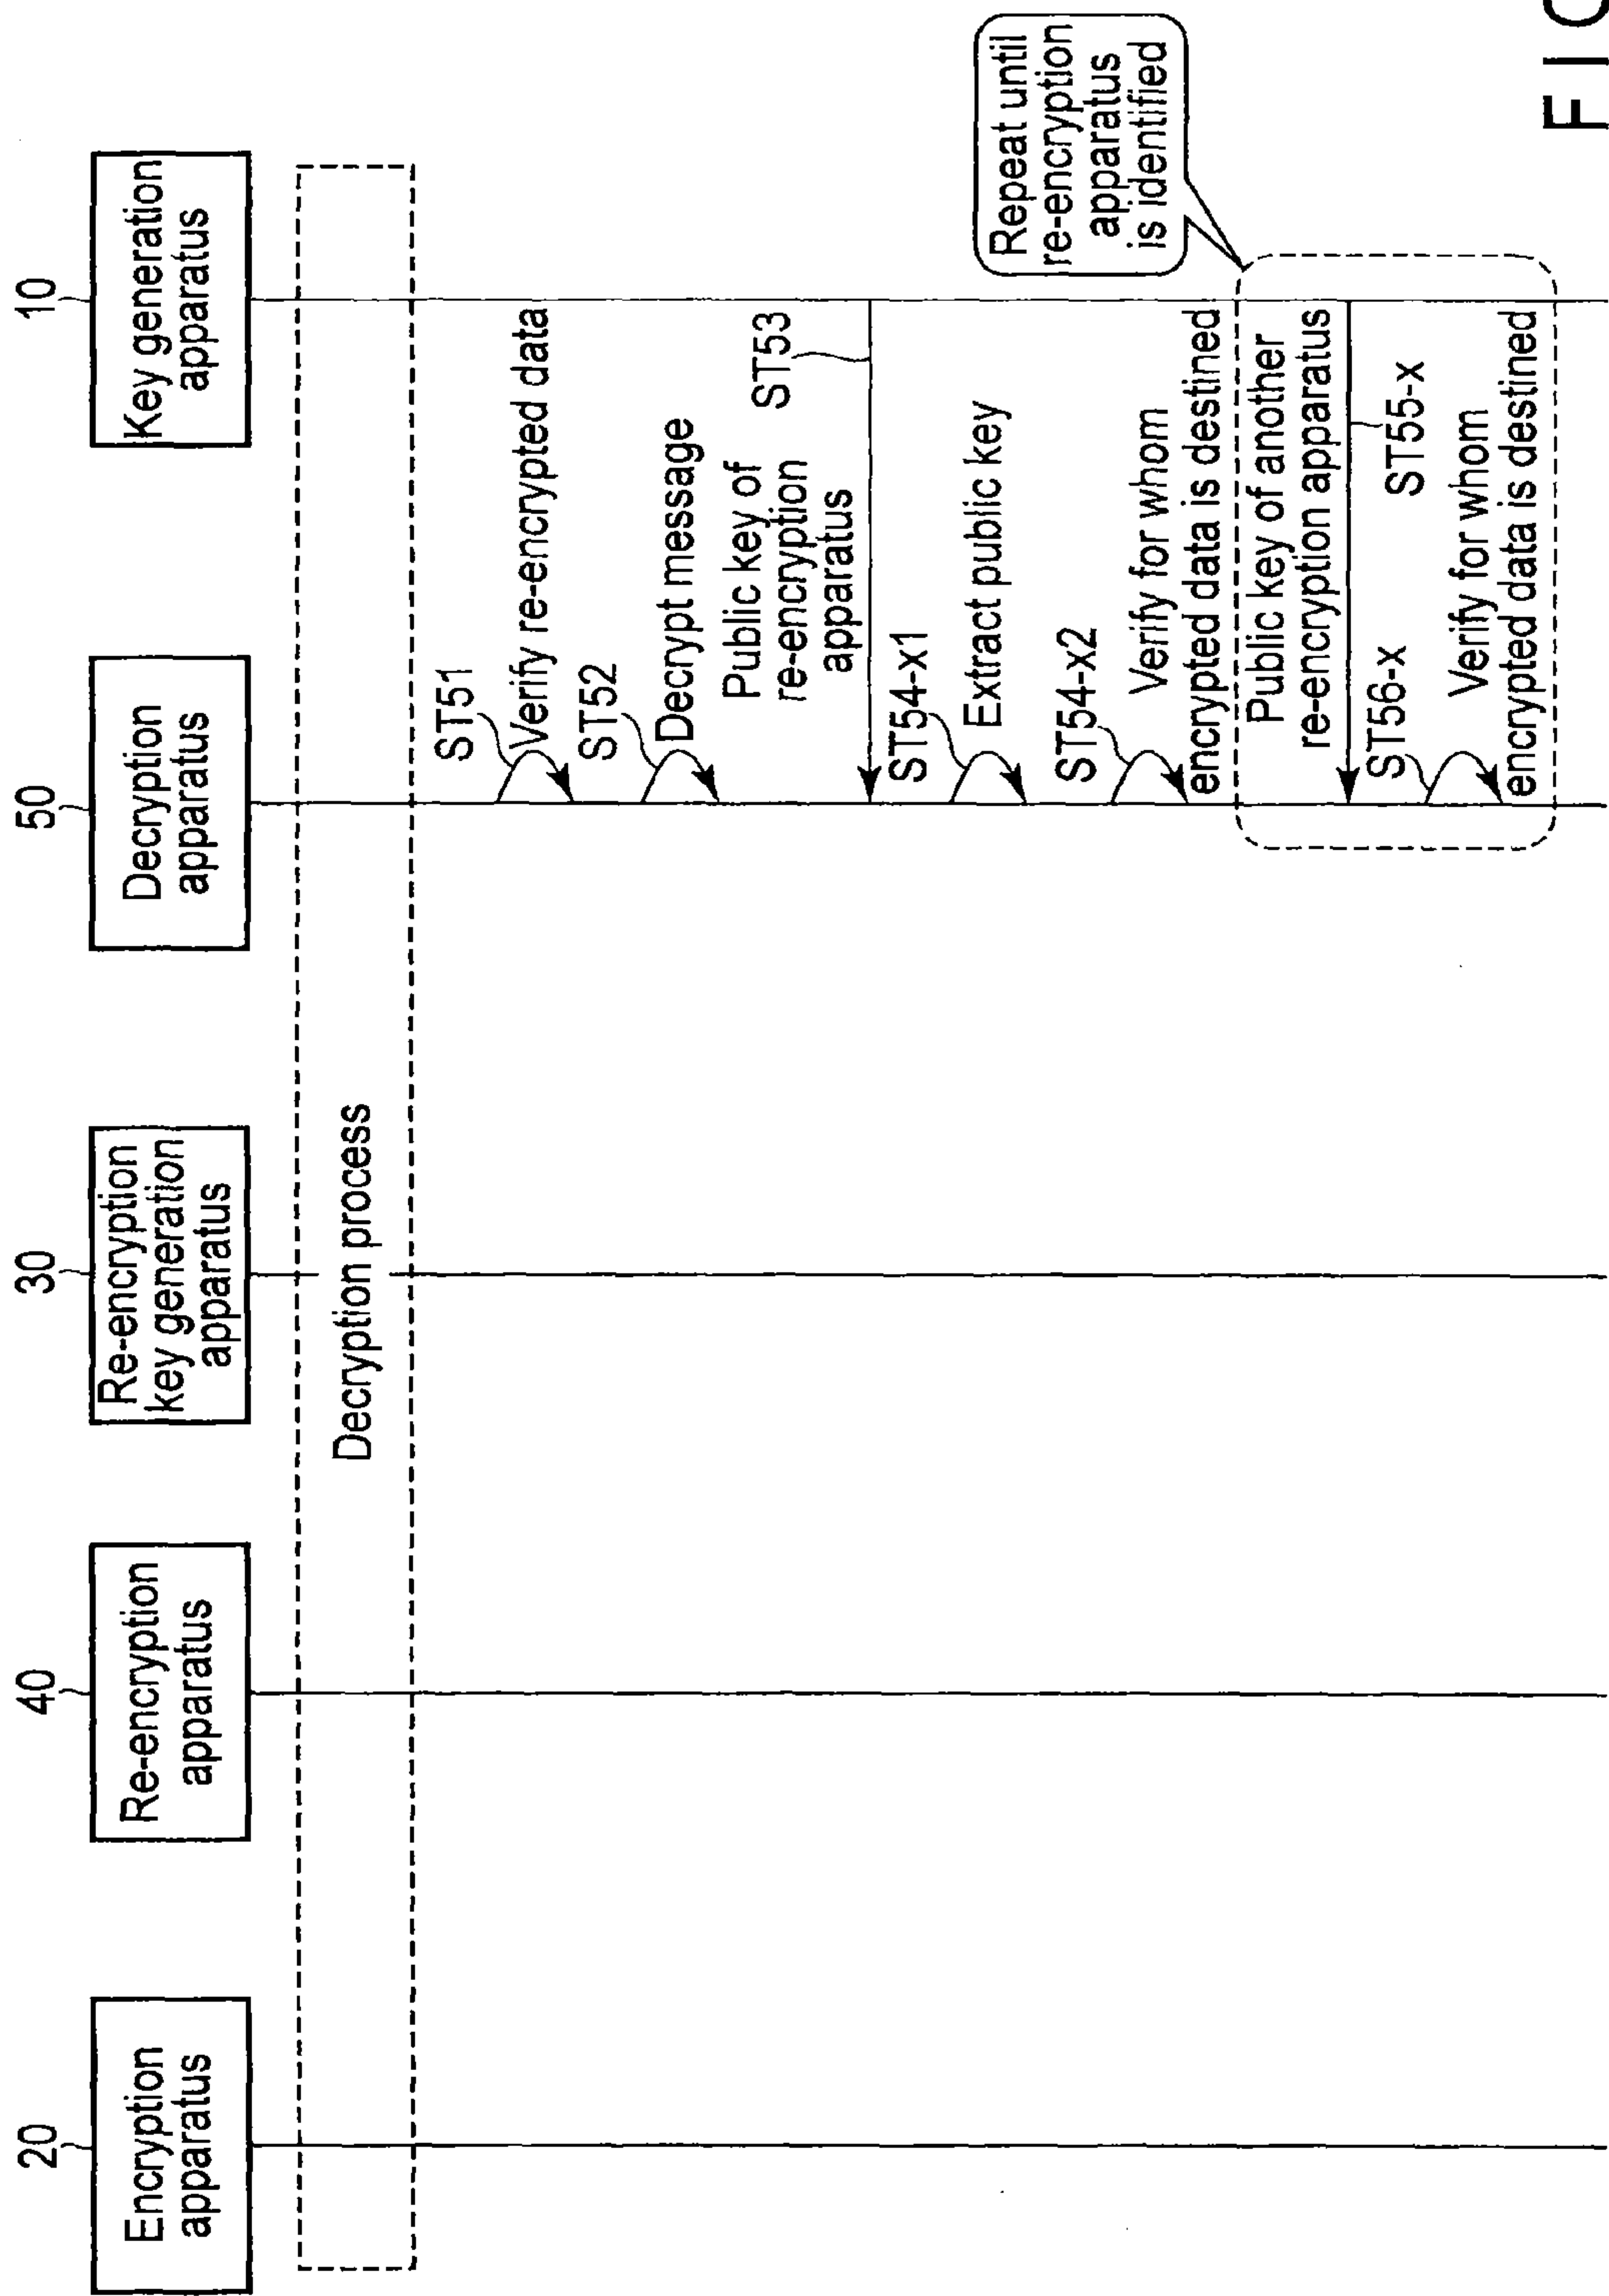 20
40
30
50
10
Encryption
apparatus
Re-encryption
apparatus
Re-encryption
key generation
apparatus
Decryption
apparatus
Key generation
apparatus
Decryption process
ST51
Verify re-encrypted data
ST52
Decrypt message
Public key of
re-encryption
apparatus
ST53
ST54-x1
Extract public key
ST54-x2
Verify for whom
encrypted data is destined
Repeat until
re-encryption
apparatus
is identified
Public key of another
re-encryption apparatus
ST55-x
ST56-x
Verify for whom
encrypted data is destined
F I